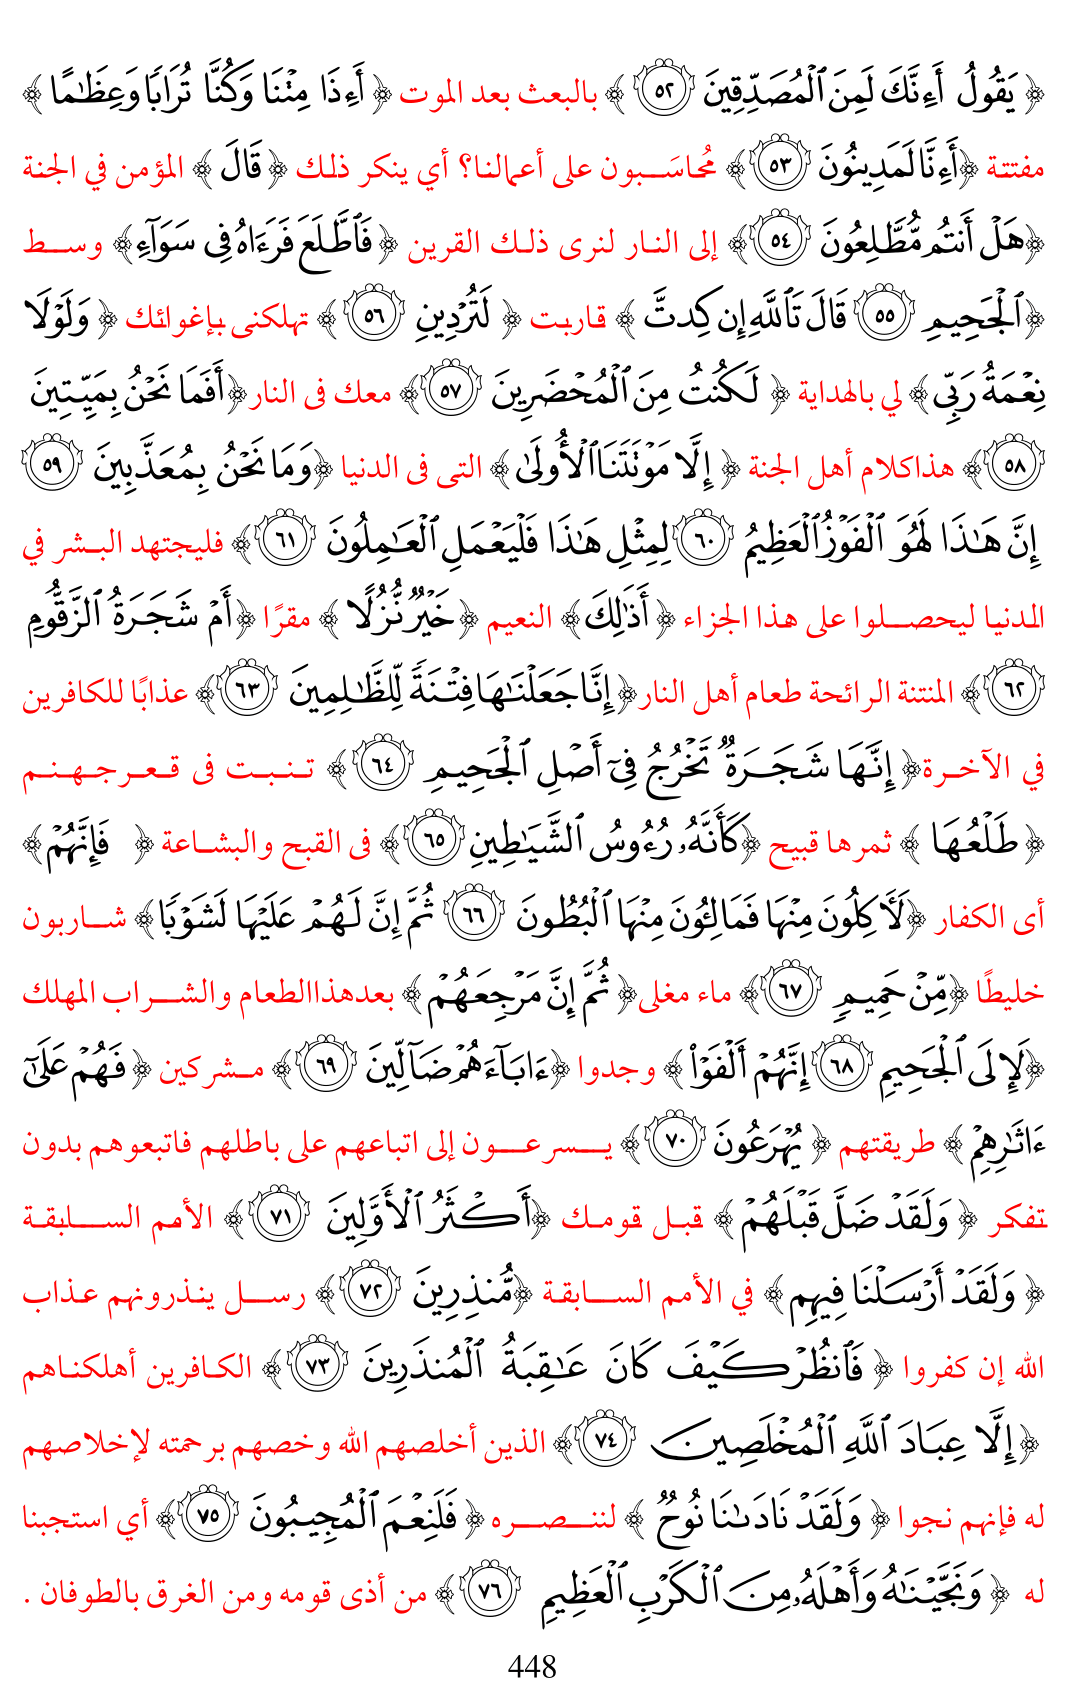 ﴿ يَقُولُ أَءِنَّكَ لَمِنَ ٱلْمُصَدِّقِينَ ٥٢ ﴾ بالبعث بعد الموت ﴿ أَءِذَا مِتْنَا وَكُنَّا تُرَابًا وَعِظَٰمًا ﴾
مفتتة ﴿أَءِنَّا لَمَدِينُونَ ٥٣﴾ مُحاسَبون على أعمالنا؟ أي ينكر ذلك ﴿قَالَ ﴾ المؤمن في الجنة
﴿هَلْ أَنتُم مُّطَّلِعُونَ ٥٤﴾ إلى النار لنرى ذلك القرين ﴿ فَٱطَّلَعَ فَرَءَاهُ فِى سَوَآءِ﴾ وسط
﴿ٱلْجَحِيمِ ٥٥ قَالَ تَٱللَّهِ إِن كِدتَّ ﴾ قاربت ﴿ لَتُرْدِينِ ٥٦ ﴾ تهلكنى بإغوائك ﴿ وَلَوْلَا
نِعْمَةُ رَبِّى﴾ لي بالهداية ﴿ لَكُنتُ مِنَ ٱلْمُحْضَرِينَ ٥٧﴾ معك فى النار﴿أَفَمَا نَحْنُ بِمَيِّتِينَ
٥٨﴾ هذاكلام أهل الجنة ﴿ إِلَّا مَوْتَتَنَا ٱلْأُولَىٰ ﴾ التى فى الدنيا ﴿وَمَا نَحْنُ بِمُعَذَّبِينَ ٥٩
إِنَّ هَٰذَا لَهُوَ ٱلْفَوْزُ ٱلْعَظِيمُ ٦٠ لِمِثْلِ هَٰذَا فَلْيَعْمَلِ ٱلْعَٰمِلُونَ ٦١ ﴾ فليجتهد البشر في
الدنيا ليحصلوا على هذا الجزاء ﴿ أَذَٰلِكَ﴾ النعيم ﴿خَيْرٌ نُّزُلًا ﴾ مقرًا ﴿أَمْ شَجَرَةُ ٱلزَّقُّومِ
٦٢﴾ المنتنة الرائحة طعام أهل النار﴿إِنَّا جَعَلْنَٰهَا فِتْنَةً لِّلظَّٰلِمِينَ ٦٣﴾ عذابًا للكافرين
في الآخرة﴿ إِنَّهَا شَجَرَةٌ تَخْرُجُ فِىٓ أَصْلِ ٱلْجَحِيمِ ٦٤ ﴾ تنبت فى قعرجهنم
﴿ طَلْعُهَا ﴾ ثمرها قبيح ﴿كَأَنَّهُۥ رُءُوسُ ٱلشَّيَٰطِينِ ٦٥﴾ فى القبح والبشاعة ﴿ فَإِنَّهُمْ﴾
أى الكفار ﴿لَءَاكِلُونَ مِنْهَا فَمَالِـُٔونَ مِنْهَا ٱلْبُطُونَ ٦٦ ثُمَّ إِنَّ لَهُمْ عَلَيْهَا لَشَوْبًا﴾ شاربون
خليطًا ﴿مِّنْ حَمِيمٍ ٦٧﴾ ماء مغلى﴿ ثُمَّ إِنَّ مَرْجِعَهُمْ ﴾ بعدهذاالطعام والشراب المهلك
﴿لَإِلَى ٱلْجَحِيمِ ٦٨ إِنَّهُمْ أَلْفَوْا۟ ﴾ وجدوا ﴿ءَابَآءَهُمْ ضَآلِّينَ ٦٩ ﴾ مشركين ﴿ فَهُمْ عَلَىٰٓ
ءَاثَٰرِهِمْ ﴾ طريقتهم ﴿ يُهْرَعُونَ ٧٠ ﴾ يسرعون إلى اتباعهم على باطلهم فاتبعوهم بدون
تفكر ﴿ وَلَقَدْ ضَلَّ قَبْلَهُمْ ﴾ قبل قومك ﴿أَكْثَرُ ٱلْأَوَّلِينَ ٧١ ﴾ الأمم السابقة
﴿ وَلَقَدْ أَرْسَلْنَا فِيهِم ﴾ في الأمم السابقة ﴿مُّنذِرِينَ ٧٢ ﴾ رسل ينذرونهم عذاب
الله إن كفروا ﴿ فَٱنظُرْ كَيْفَ كَانَ عَٰقِبَةُ ٱلْمُنذَرِينَ ٧٣ ﴾ الكافرين أهلكناهم
﴿إِلَّا عِبَادَ ٱللَّهِ ٱلْمُخْلَصِينَ ٧٤ ﴾ الذين أخلصهم الله وخصهم برحمته لإخلاصهم
له فإنهم نجوا ﴿ وَلَقَدْ نَادَىٰنَا نُوحٌ ﴾ لننصره ﴿ فَلَنِعْمَ ٱلْمُجِيبُونَ ٧٥ ﴾ أي استجبنا
له ﴿ وَنَجَّيْنَٰهُ وَأَهْلَهُۥ مِنَ ٱلْكَرْبِ ٱلْعَظِيمِ ٧٦ ﴾ من أذى قومه ومن الغرق بالطوفان .
448